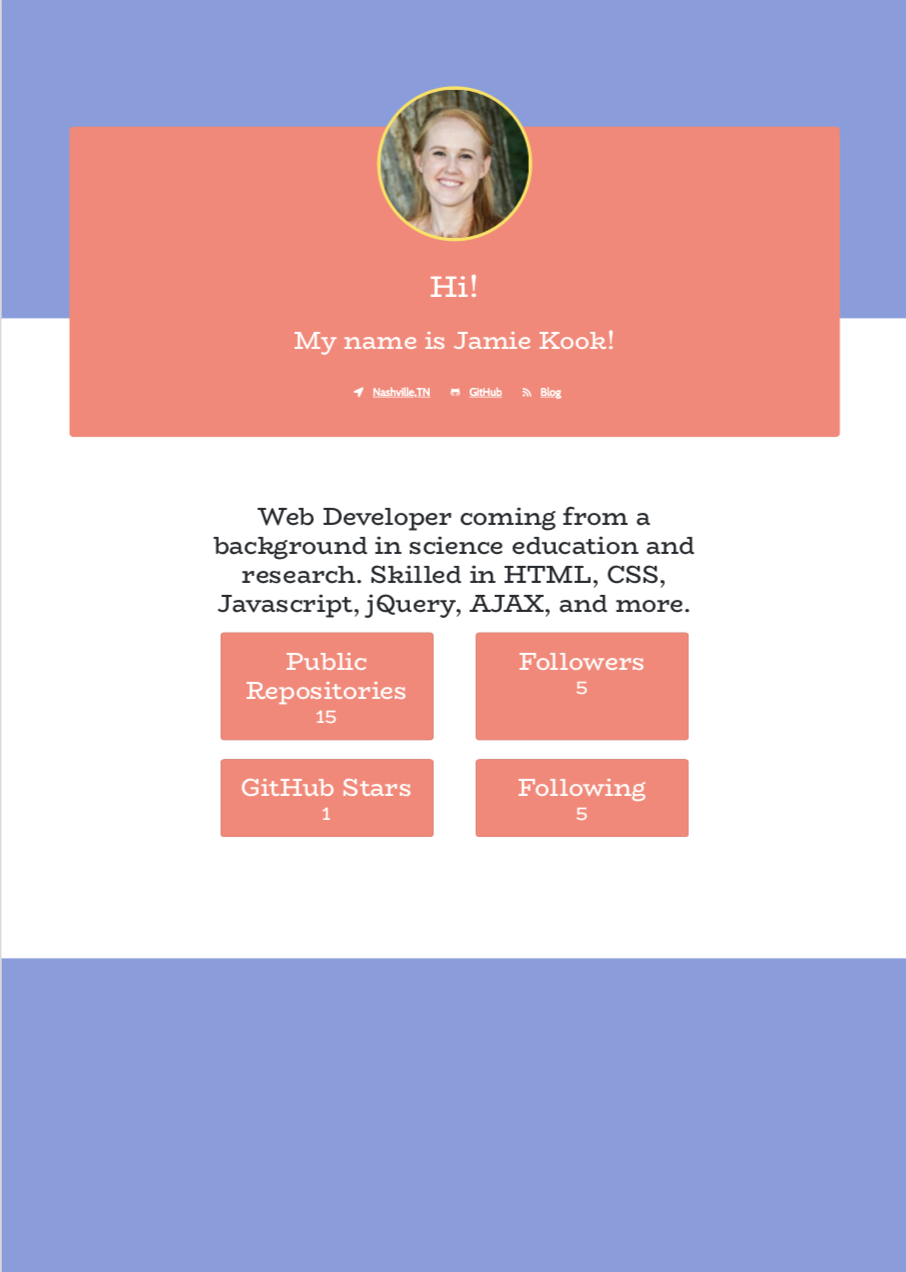 Hi!
My name is Jamie Kook!
Nashville,TN GitHub Blog
Web Developer coming from a
background in science education and
research. Skilled in HTML, CSS,
Javascript, jQuery, AJAX, and more.
Public
Repositories
15
Followers
5
GitHub Stars
1
Following
5